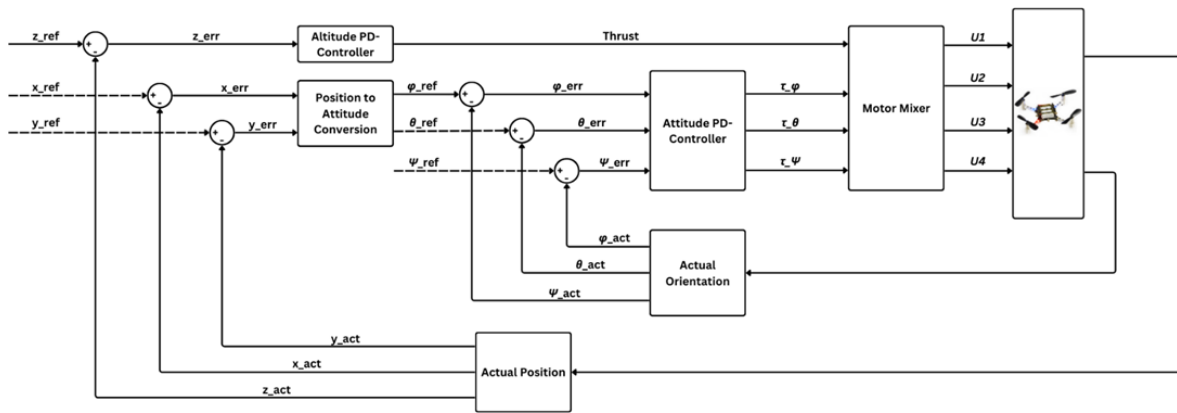 z_ref
z_err
Altitude PD-
Controller
Thrust
U1
x_ref
x_err
Position to
Attitude
Conversion
φ_ref
φ_err
τ_φ
Motor Mixer
U2
y_ref
y_err
θ_ref
θ_err
Attitude PD-
Controller
τ_θ
U3
Ψ_ref
Ψ_err
τ_Ψ
U4
φ_act
θ_act
Ψ_act
Actual
Orientation
y_act
x_act
z_act
Actual Position
+
-
+
-
+
-
+
-
+
-
+
-